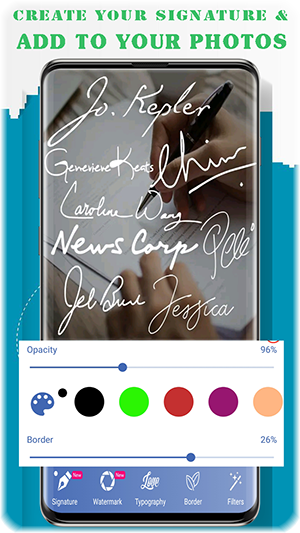 CREATE YOUR SIGNATURE &
ADD TO YOUR PHOTOS
Jo. Kepler
Genevieve Keats
Caroline Wang
News Corp
Pelé
Jessica
Opacity 96%
Border 26%
New New
Signature Watermark Typography Border Filters